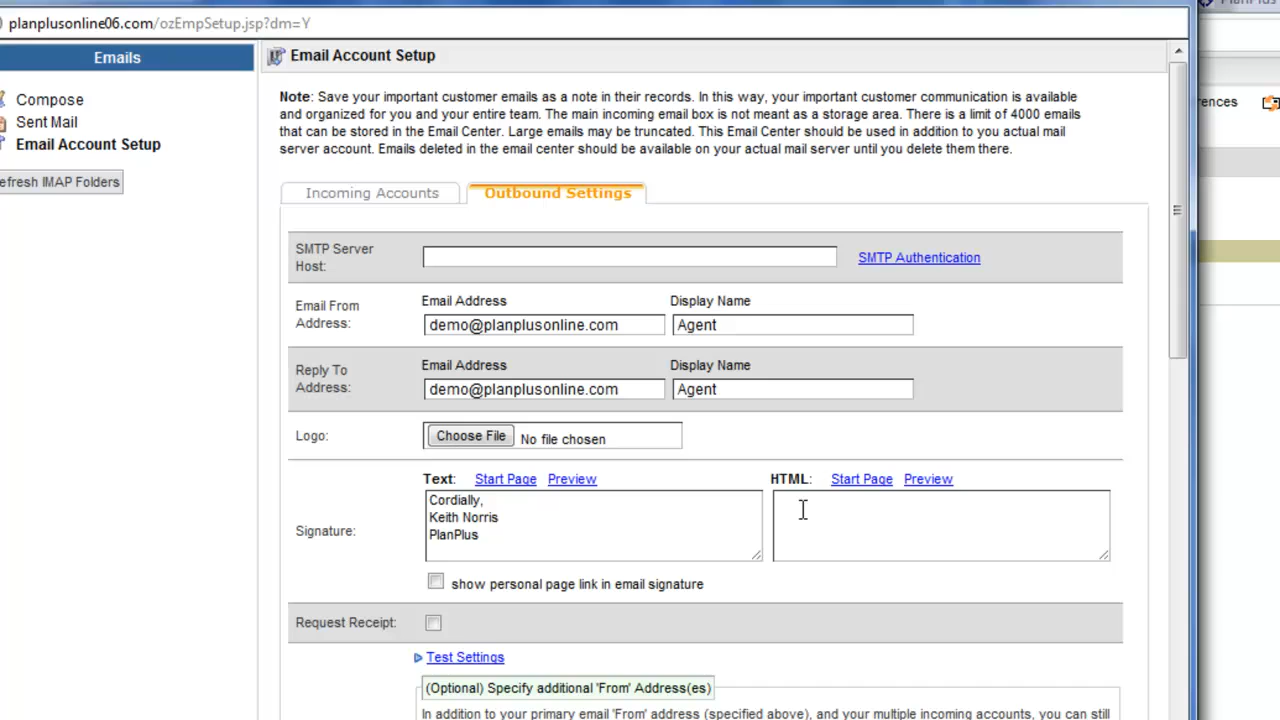 planplusonline06.com/ozEmpSetup.jsp?dm=Y
Emails
Compose
Sent Mail
Email Account Setup
efresh IMAP Folders
Email Account Setup
Note: Save your important customer emails as a note in their records. In this way, your important customer communication is available
and organized for you and your entire team. The main incoming email box is not meant as a storage area. There is a limit of 4000 emails
that can be stored in the Email Center. Large emails may be truncated. This Email Center should be used in addition to you actual mail
server account. Emails deleted in the email center should be available on your actual mail server until you delete them there.
Incoming Accounts Outbound Settings
SMTP Server
Host:
SMTP Authentication
Email From
Address:
Email Address Display Name
demo@planplusonline.com Agent
Reply To
Address:
Email Address Display Name
demo@planplusonline.com Agent
Logo: Choose File No file chosen
Signature:
Text: Start Page Preview
Cordially,
Keith Norris
PlanPlus
HTML: Start Page Preview
show personal page link in email signature
Request Receipt:
Test Settings
(Optional) Specify additional 'From' Address(es)
In addition to your primary email 'From' address (specified above), and your multiple incoming accounts, you can still
PlanPlus
rences